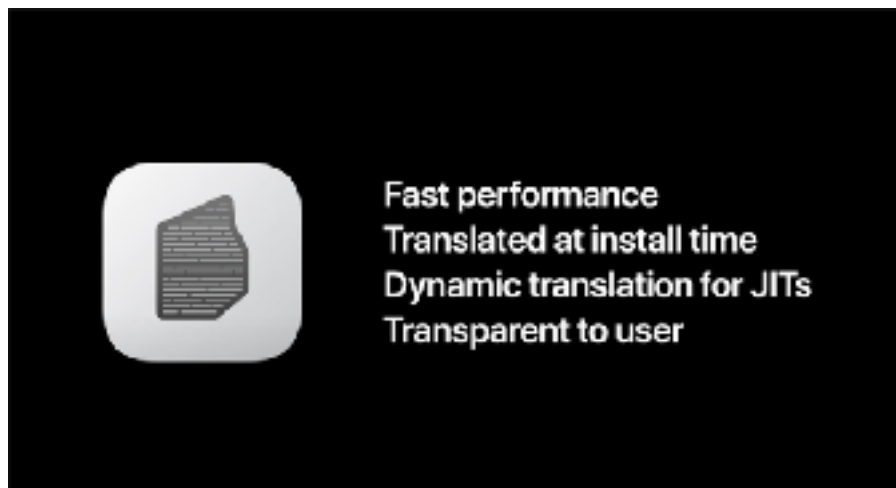 Fast performance
Translated at install time
Dynamic translation for JITs
Transparent to user